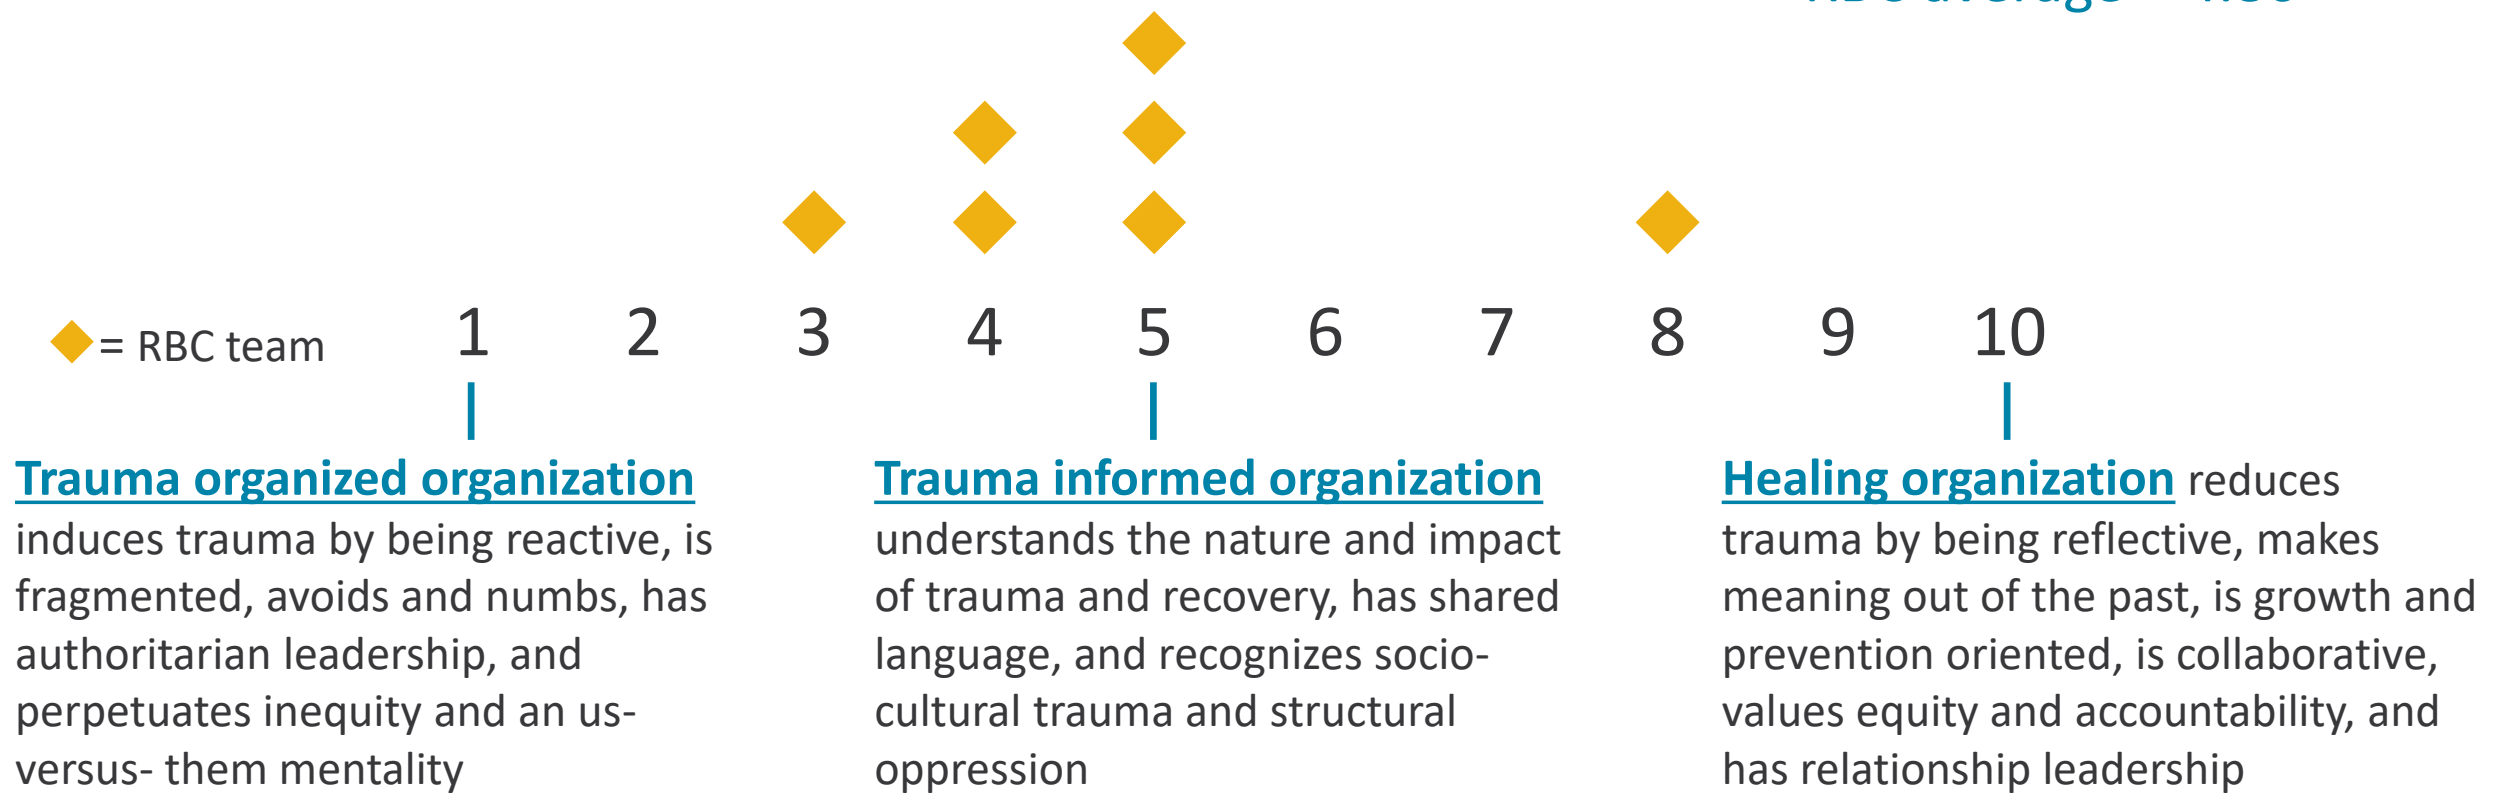 = RBC team
1 2 3 4 5 6 7 8 9 10
Trauma organized organization
induces trauma by being reactive, is
fragmented, avoids and numbs, has
authoritarian leadership, and
perpetuates inequity and an us-
versus- them mentality
Trauma informed organization
understands the nature and impact
of trauma and recovery, has shared
language, and recognizes socio-
cultural trauma and structural
oppression
Healing organization reduces
trauma by being reflective, makes
meaning out of the past, is growth and
prevention oriented, is collaborative,
values equity and accountability, and
has relationship leadership